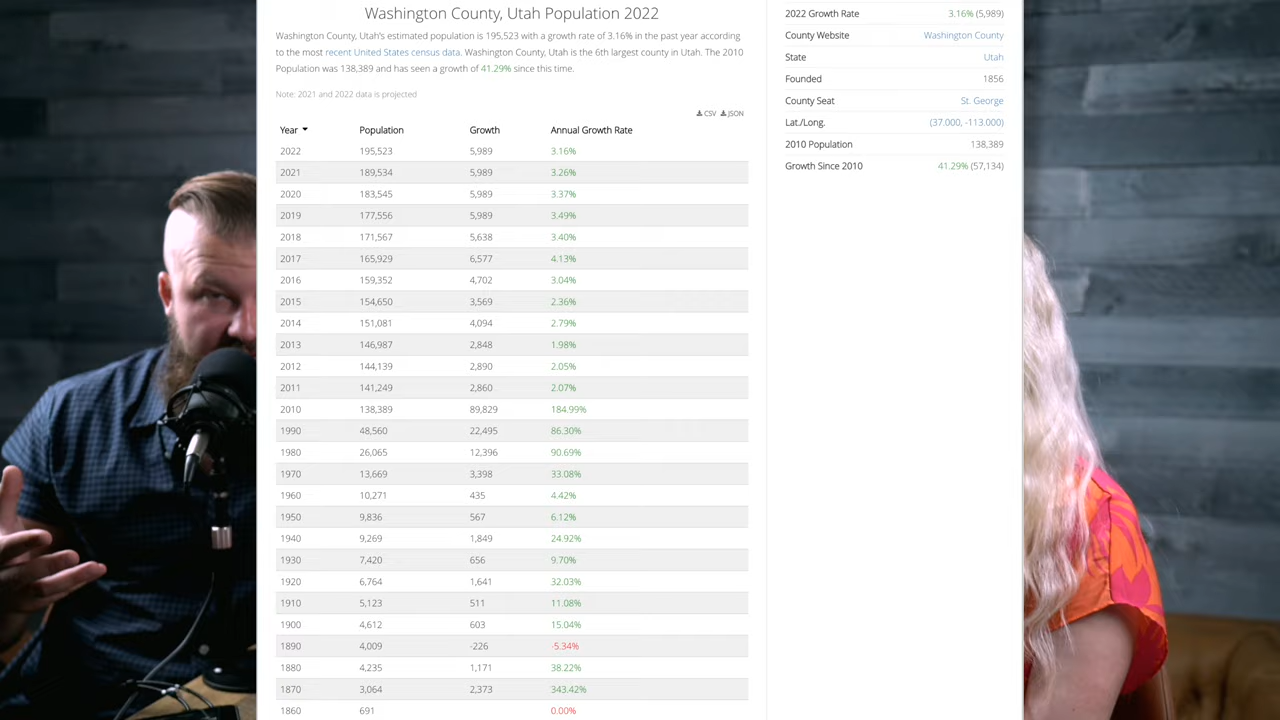 Washington County, Utah Population 2022
Washington County, Utah's estimated population is 195,523 with a growth rate of 3.16% in the past year according
to the most recent United States census data. Washington County, Utah is the 6th largest county in Utah. The 2010
Population was 138,389 and has seen a growth of 41.29% since this time.
Note: 2021 and 2022 data is projected
CSV JSON
Year Population Growth Annual Growth Rate
2022 195,523 5,989 3.16%
2021 189,534 5,989 3.26%
2020 183,545 5,989 3.37%
2019 177,556 5,989 3.49%
2018 171,567 5,638 3.40%
2017 165,929 6,577 4.13%
2016 159,352 4,702 3.04%
2015 154,650 3,569 2.36%
2014 151,081 4,094 2.79%
2013 146,987 2,848 1.98%
2012 144,139 2,890 2.05%
2011 141,249 2,860 2.07%
2010 138,389 89,829 184.99%
1990 48,560 22,495 86.30%
1980 26,065 12,396 90.69%
1970 13,669 3,398 33.08%
1960 10,271 435 4.42%
1950 9,836 567 6.12%
1940 9,269 1,849 24.92%
1930 7,420 656 9.70%
1920 6,764 1,641 32.03%
1910 5,123 511 11.08%
1900 4,612 603 15.04%
1890 4,009 -226 -5.34%
1880 4,235 1,171 38.22%
1870 3,064 2,373 343.42%
1860 691 0.00%
2022 Growth Rate 3.16% (5,989)
County Website Washington County
State Utah
Founded 1856
County Seat St. George
Lat./Long. (37.000, -113.000)
2010 Population 138,389
Growth Since 2010 41.29% (57,134)